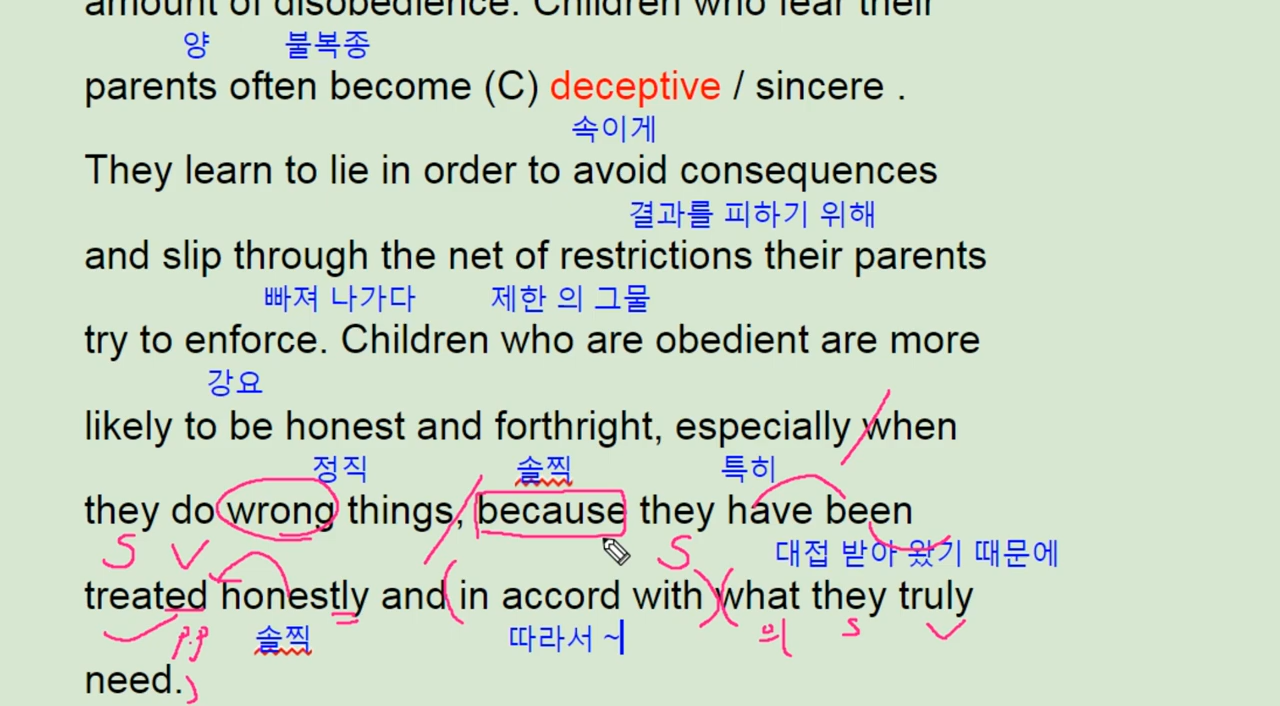 amount of disobedience. Children who fear their
양 불복종
parents often become (C) deceptive / sincere .
속이게
They learn to lie in order to avoid consequences
결과를 피하기 위해
and slip through the net of restrictions their parents
빠져 나가다 제한 의 그물
try to enforce. Children who are obedient are more
강요
likely to be honest and forthright, especially when
정직 솔찍 특히
they do wrong things, because they have been
S V S 대접 받아 왔기 때문에
treated honestly and in accord with what they truly
p.p 솔찍 따라서 ~ 의 s v
need.